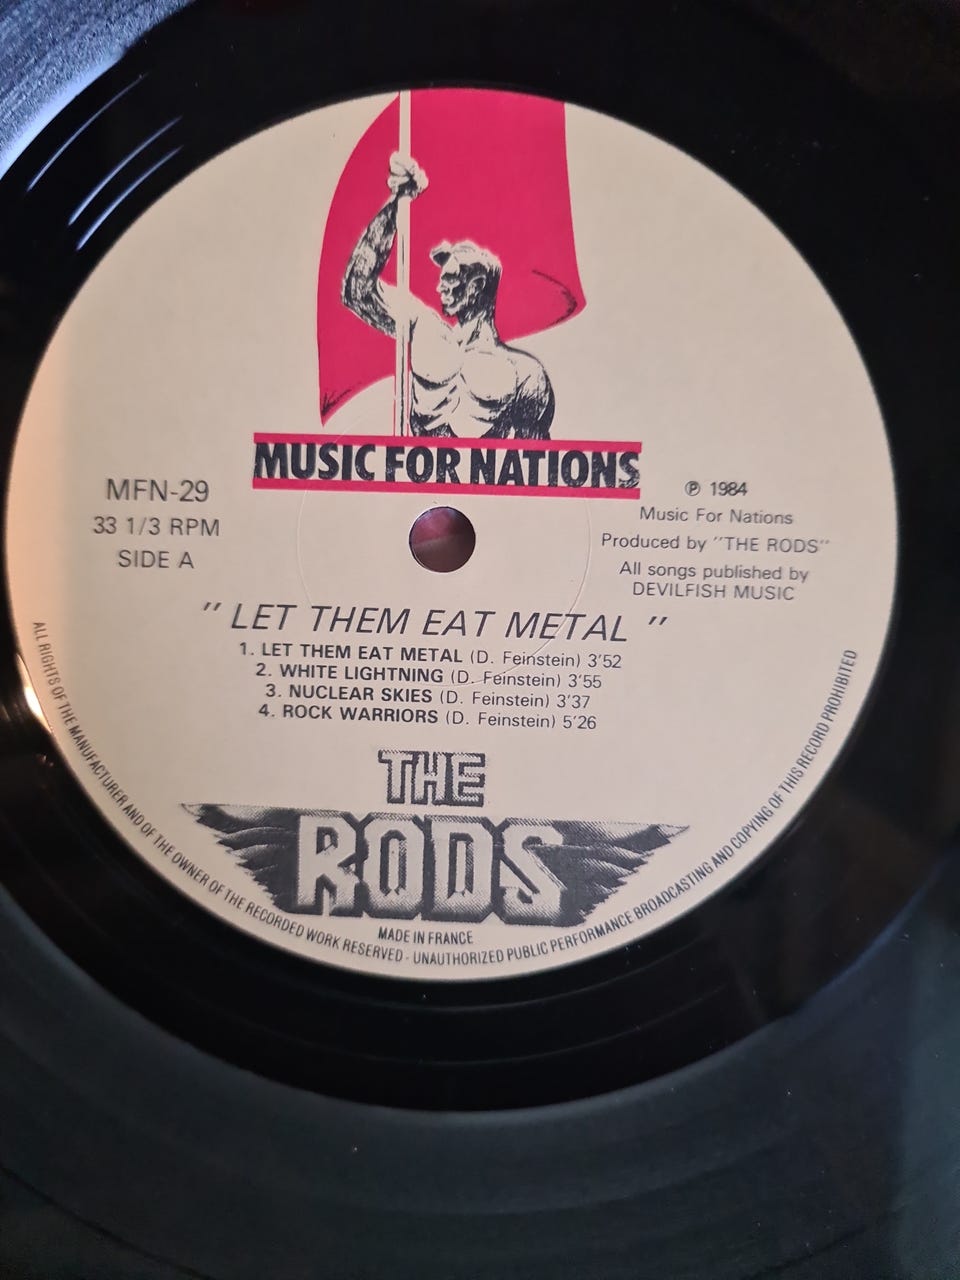 MUSIC FOR NATIONS
MFN-29
33 1/3 RPM
SIDE A
℗ 1984
Music For Nations
Produced by "THE RODS"
All songs published by
DEVILFISH MUSIC
" LET THEM EAT METAL "
1. LET THEM EAT METAL (D. Feinstein) 3'52
2. WHITE LIGHTNING (D. Feinstein) 3'55
3. NUCLEAR SKIES (D. Feinstein) 3'37
4. ROCK WARRIORS (D. Feinstein) 5'26
THE
RODS
MADE IN FRANCE
ALL RIGHTS OF THE MANUFACTURER AND OF THE OWNER OF THE RECORDED WORK RESERVED - UNAUTHORIZED PUBLIC PERFORMANCE BROADCASTING AND COPYING OF THIS RECORD PROHIBITED